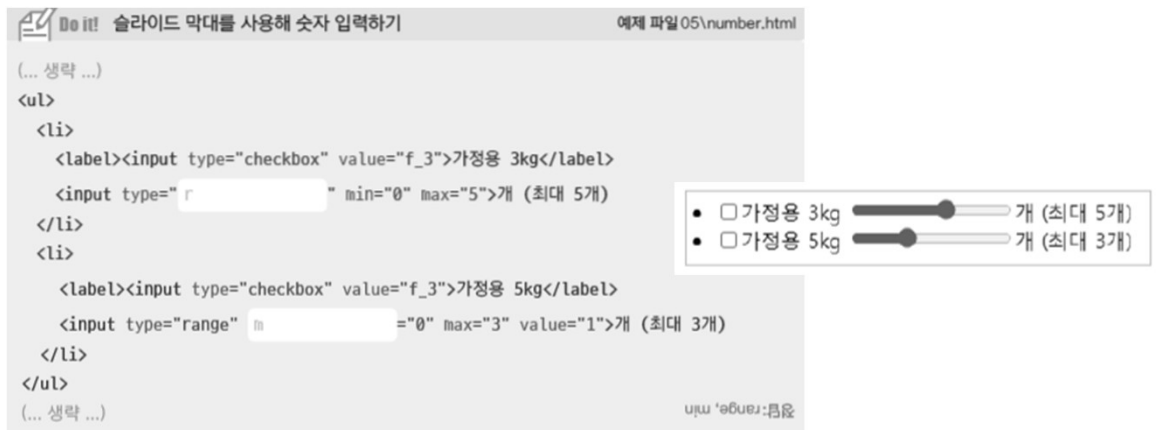 Do it! 슬라이드 막대를 사용해 숫자 입력하기 예제 파일 05\number.html
(... 생략 ...)
<ul>
<li>
<label><input type="checkbox" value="f_3">가정용 3kg</label>
<input type="r " min="0" max="5">개 (최대 5개)
</li>
<li>
<label><input type="checkbox" value="f_3">가정용 5kg</label>
<input type="range" m ="0" max="3" value="1">개 (최대 3개)
</li>
</ul>
(... 생략 ...)
정답: range, min
• 가정용 3kg 개 (최대 5개)
• 가정용 5kg 개 (최대 3개)